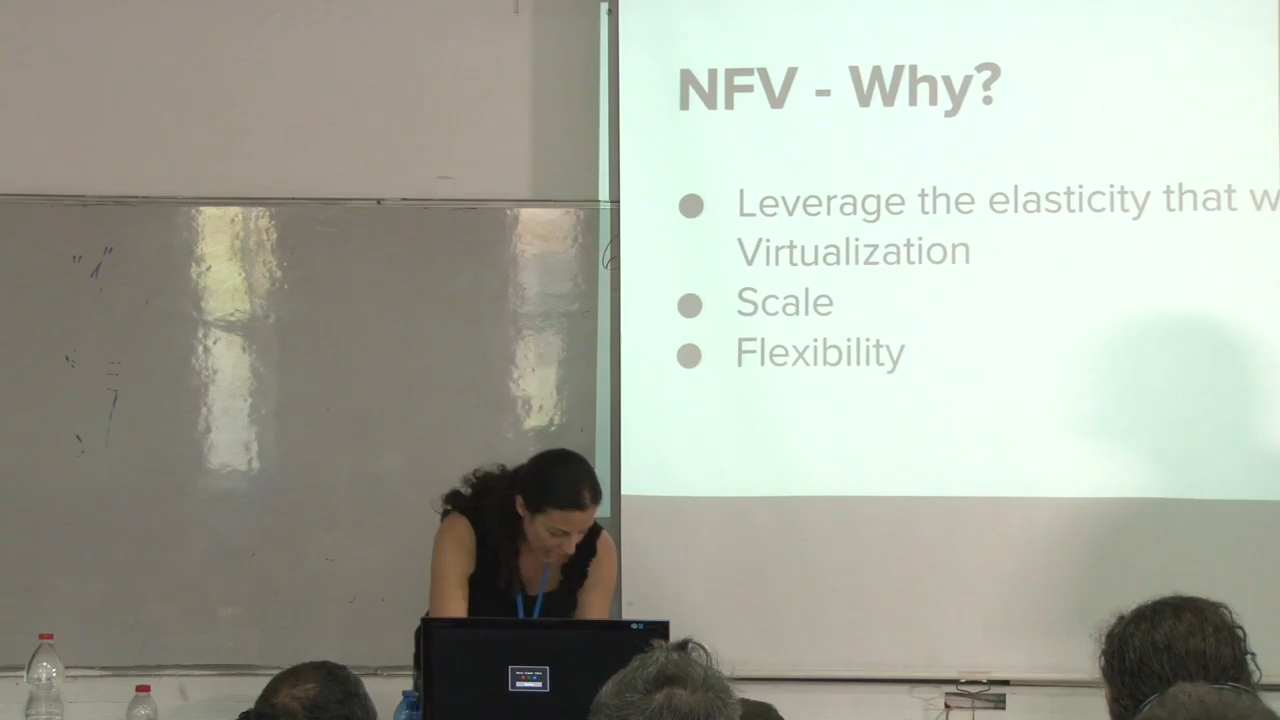 NFV - Why?
● Leverage the elasticity that w
Virtualization
● Scale
● Flexibility